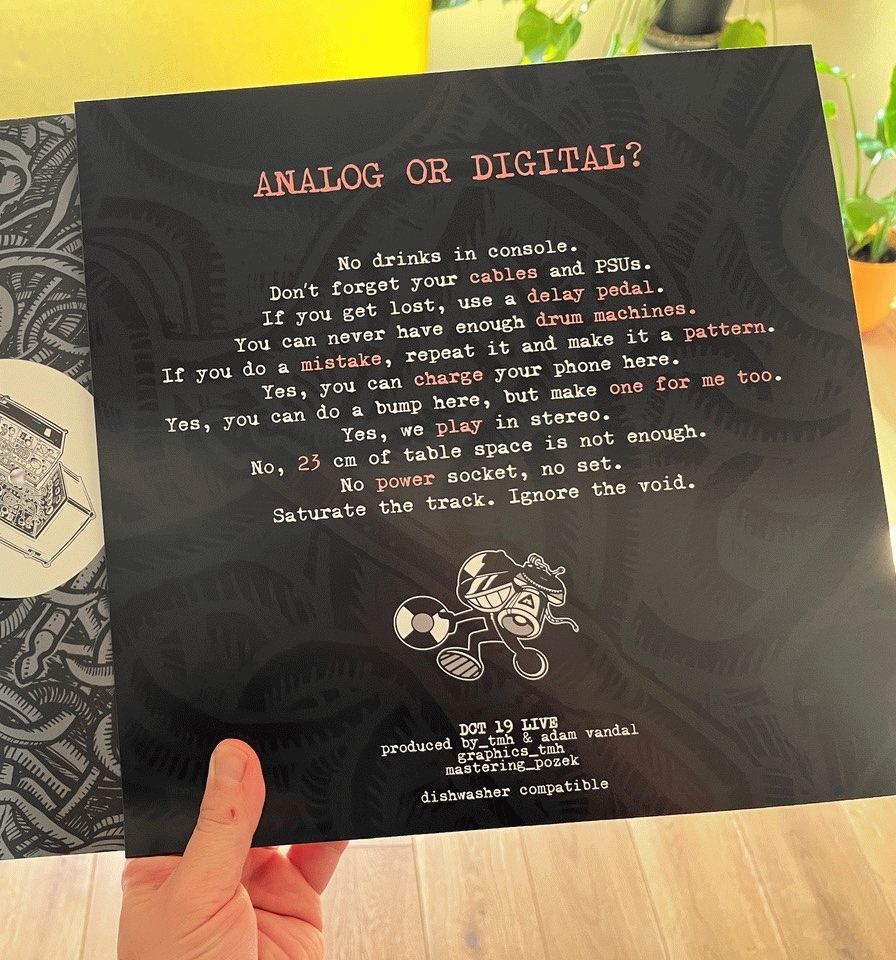 ANALOG OR DIGITAL?
No drinks in console.
Don't forget your cables and PSUs.
If you get lost, use a delay pedal.
You can never have enough drum machines.
If you do a mistake, repeat it and make it a pattern.
Yes, you can charge your phone here.
Yes, you can do a bump here, but make one for me too.
Yes, we play in stereo.
No, 23 cm of table space is not enough.
No power socket, no set.
Saturate the track. Ignore the void.
DCT 19 LIVE
produced by_tmh & adam vandal
graphics_tmh
mastering_pozek
dishwasher compatible